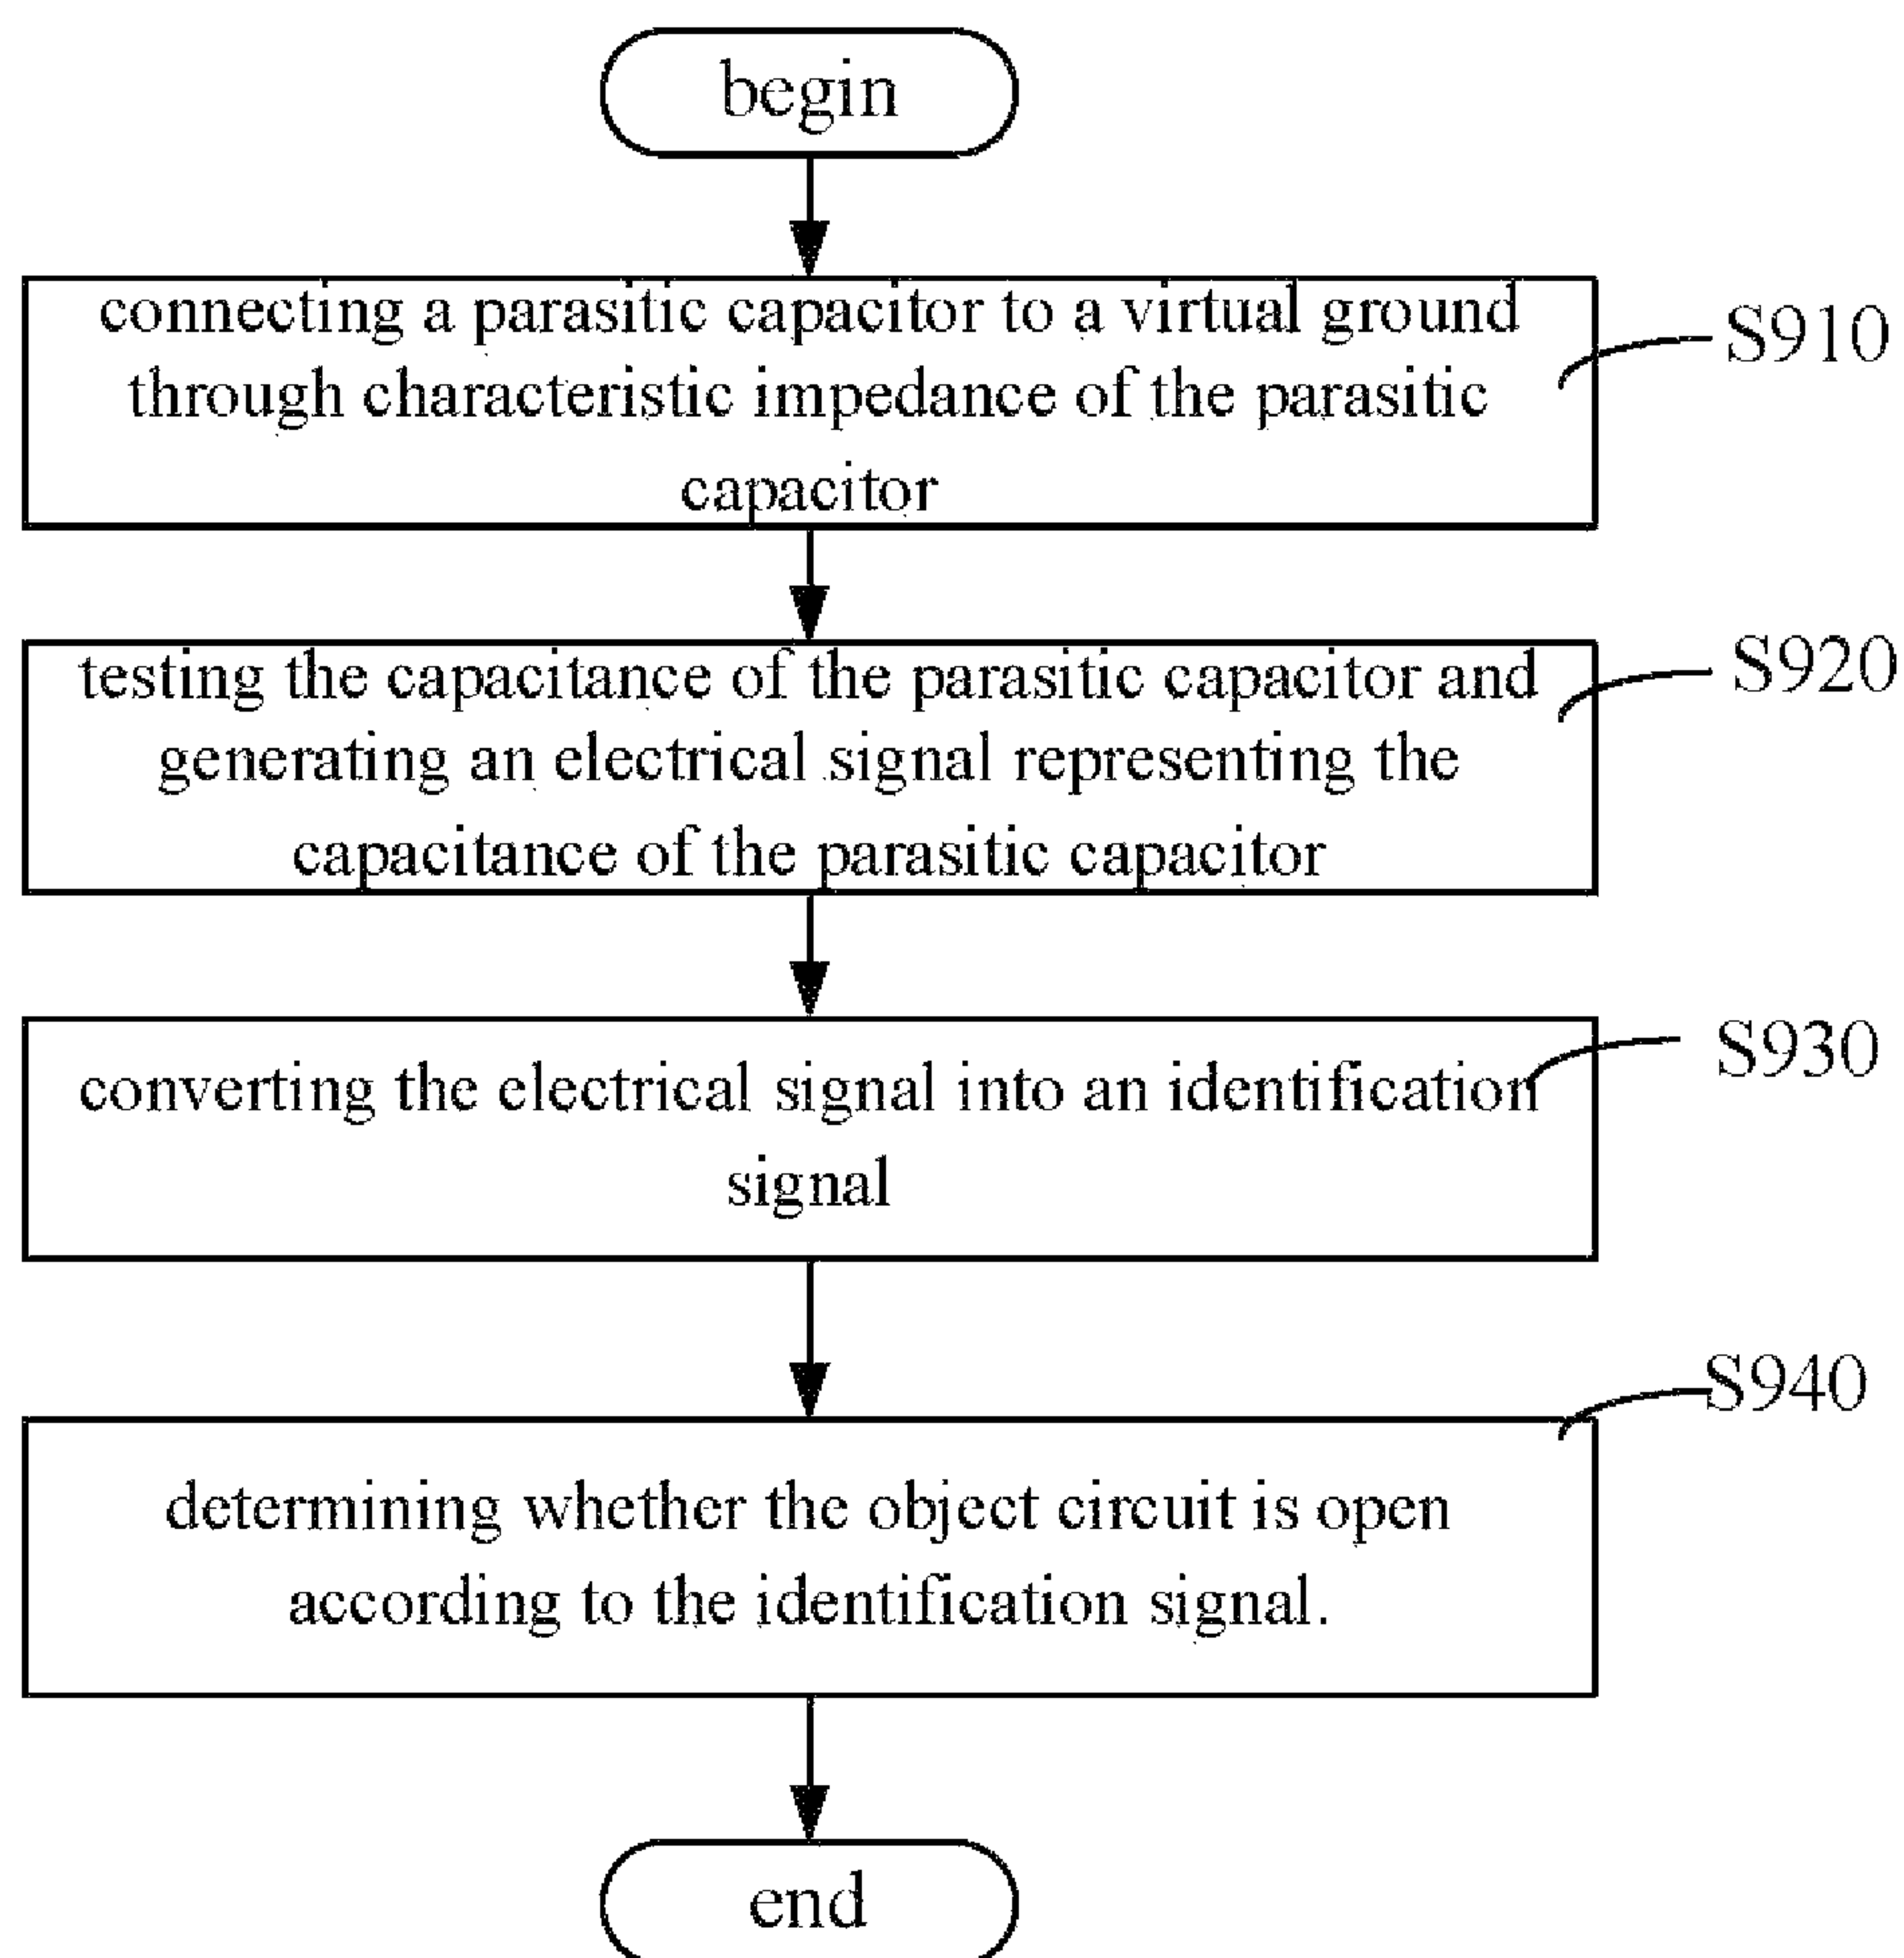 begin
connecting a parasitic capacitor to a virtual ground
through characteristic impedance of the parasitic
capacitor
S910
testing the capacitance of the parasitic capacitor and
generating an electrical signal representing the
capacitance of the parasitic capacitor
S920
converting the electrical signal into an identification
signal
S930
determining whether the object circuit is open
according to the identification signal.
S940
end